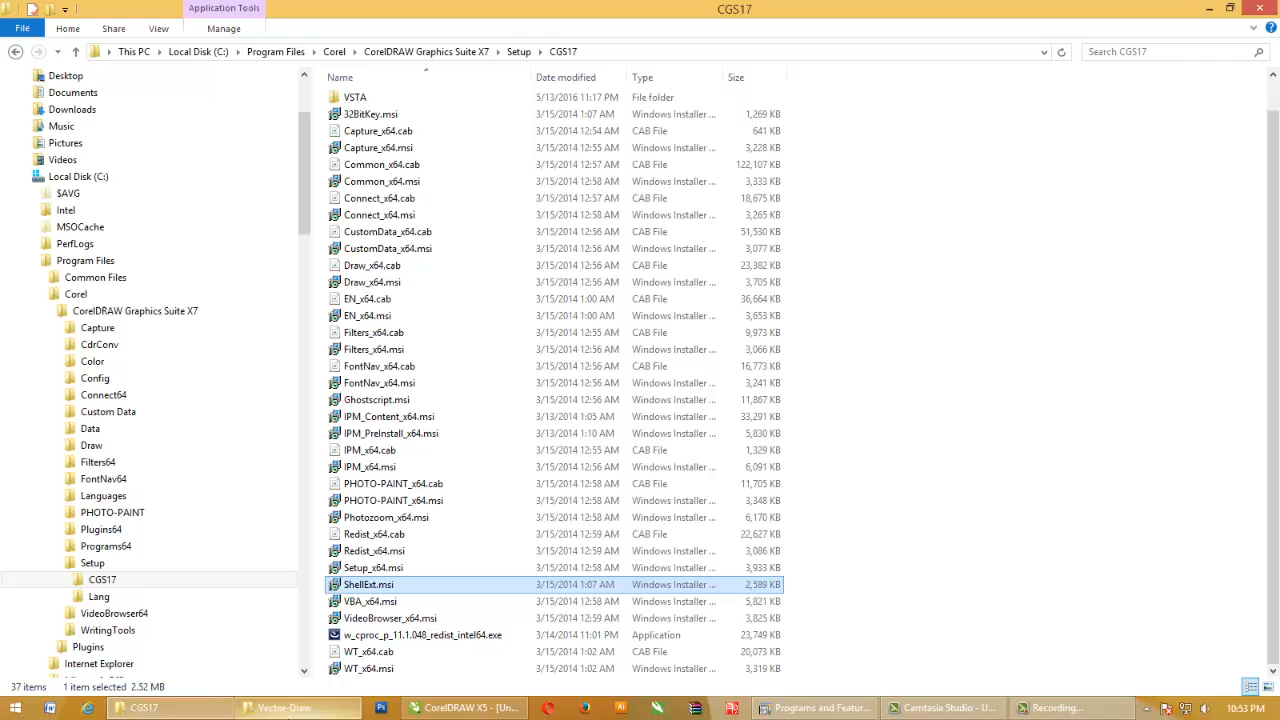 Application Tools
CGS17
File Home Share View Manage
This PC Local Disk (C:) Program Files Corel CorelDRAW Graphics Suite X7 Setup CGS17
Search CGS17
Desktop
Documents
Downloads
Music
Pictures
Videos
Local Disk (C:)
$AVG
Intel
MSOCache
PerfLogs
Program Files
Common Files
Corel
CorelDRAW Graphics Suite X7
Capture
CdrConv
Color
Config
Connect64
Custom Data
Data
Draw
Filters64
FontNav64
Languages
PHOTO-PAINT
Plugins64
Programs64
Setup
CGS17
Lang
VideoBrowser64
WritingTools
Plugins
Internet Explorer
Name Date modified Type Size
VSTA 5/13/2016 11:17 PM File folder
32BitKey.msi 3/15/2014 1:07 AM Windows Installer ... 1,269 KB
Capture_x64.cab 3/15/2014 12:54 AM CAB File 641 KB
Capture_x64.msi 3/15/2014 12:55 AM Windows Installer ... 3,228 KB
Common_x64.cab 3/15/2014 12:57 AM CAB File 122,107 KB
Common_x64.msi 3/15/2014 12:58 AM Windows Installer ... 3,333 KB
Connect_x64.cab 3/15/2014 12:57 AM CAB File 18,675 KB
Connect_x64.msi 3/15/2014 12:58 AM Windows Installer ... 3,265 KB
CustomData_x64.cab 3/15/2014 12:56 AM CAB File 51,530 KB
CustomData_x64.msi 3/15/2014 12:56 AM Windows Installer ... 3,077 KB
Draw_x64.cab 3/15/2014 12:56 AM CAB File 23,382 KB
Draw_x64.msi 3/15/2014 12:56 AM Windows Installer ... 3,705 KB
EN_x64.cab 3/15/2014 1:00 AM CAB File 36,664 KB
EN_x64.msi 3/15/2014 1:00 AM Windows Installer ... 3,653 KB
Filters_x64.cab 3/15/2014 12:55 AM CAB File 9,973 KB
Filters_x64.msi 3/15/2014 12:56 AM Windows Installer ... 3,066 KB
FontNav_x64.cab 3/15/2014 12:56 AM CAB File 16,773 KB
FontNav_x64.msi 3/15/2014 12:56 AM Windows Installer ... 3,241 KB
Ghostscript.msi 3/15/2014 12:56 AM Windows Installer ... 11,867 KB
IPM_Content_x64.msi 3/13/2014 1:05 AM Windows Installer ... 33,291 KB
IPM_PreInstall_x64.msi 3/13/2014 1:10 AM Windows Installer ... 5,830 KB
IPM_x64.cab 3/15/2014 12:55 AM CAB File 1,329 KB
IPM_x64.msi 3/15/2014 12:56 AM Windows Installer ... 6,091 KB
PHOTO-PAINT_x64.cab 3/15/2014 12:58 AM CAB File 11,705 KB
PHOTO-PAINT_x64.msi 3/15/2014 12:58 AM Windows Installer ... 3,348 KB
Photozoom_x64.msi 3/15/2014 12:58 AM Windows Installer ... 6,170 KB
Redist_x64.cab 3/15/2014 12:59 AM CAB File 22,627 KB
Redist_x64.msi 3/15/2014 12:59 AM Windows Installer ... 3,086 KB
Setup_x64.msi 3/15/2014 12:58 AM Windows Installer ... 3,933 KB
ShellExt.msi 3/15/2014 1:07 AM Windows Installer ... 2,589 KB
VBA_x64.msi 3/15/2014 12:58 AM Windows Installer ... 5,821 KB
VideoBrowser_x64.msi 3/15/2014 12:59 AM Windows Installer ... 3,825 KB
w_cproc_p_11.1.048_redist_intel64.exe 3/14/2014 11:01 PM Application 23,749 KB
WT_x64.cab 3/15/2014 1:02 AM CAB File 20,073 KB
WT_x64.msi 3/15/2014 1:02 AM Windows Installer ... 3,319 KB
37 items 1 item selected 2.52 MB
CGS17 Vector-Draw CorelDRAW X5 - [Un... Programs and Featur... Camtasia Studio - U... Recording... 10:53 PM